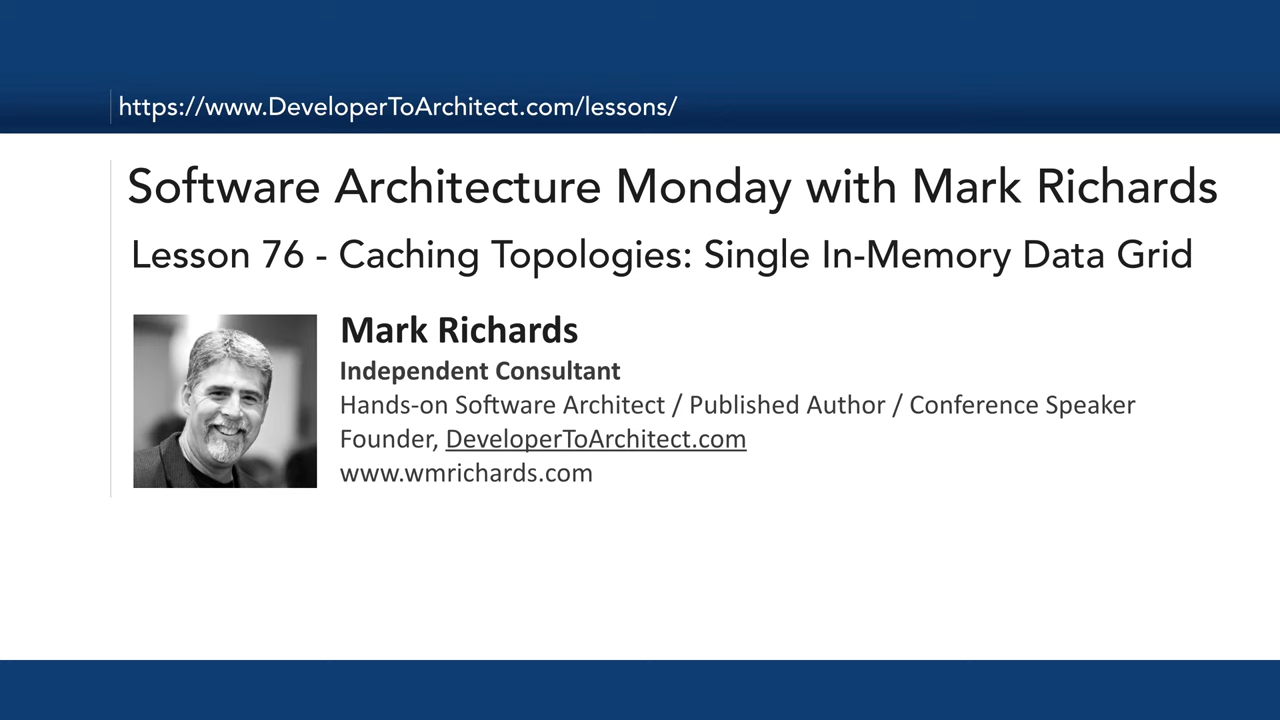 https://www.DeveloperToArchitect.com/lessons/
Software Architecture Monday with Mark Richards
Lesson 76 - Caching Topologies: Single In-Memory Data Grid
Mark Richards
Independent Consultant
Hands-on Software Architect / Published Author / Conference Speaker
Founder, DeveloperToArchitect.com
www.wmrichards.com